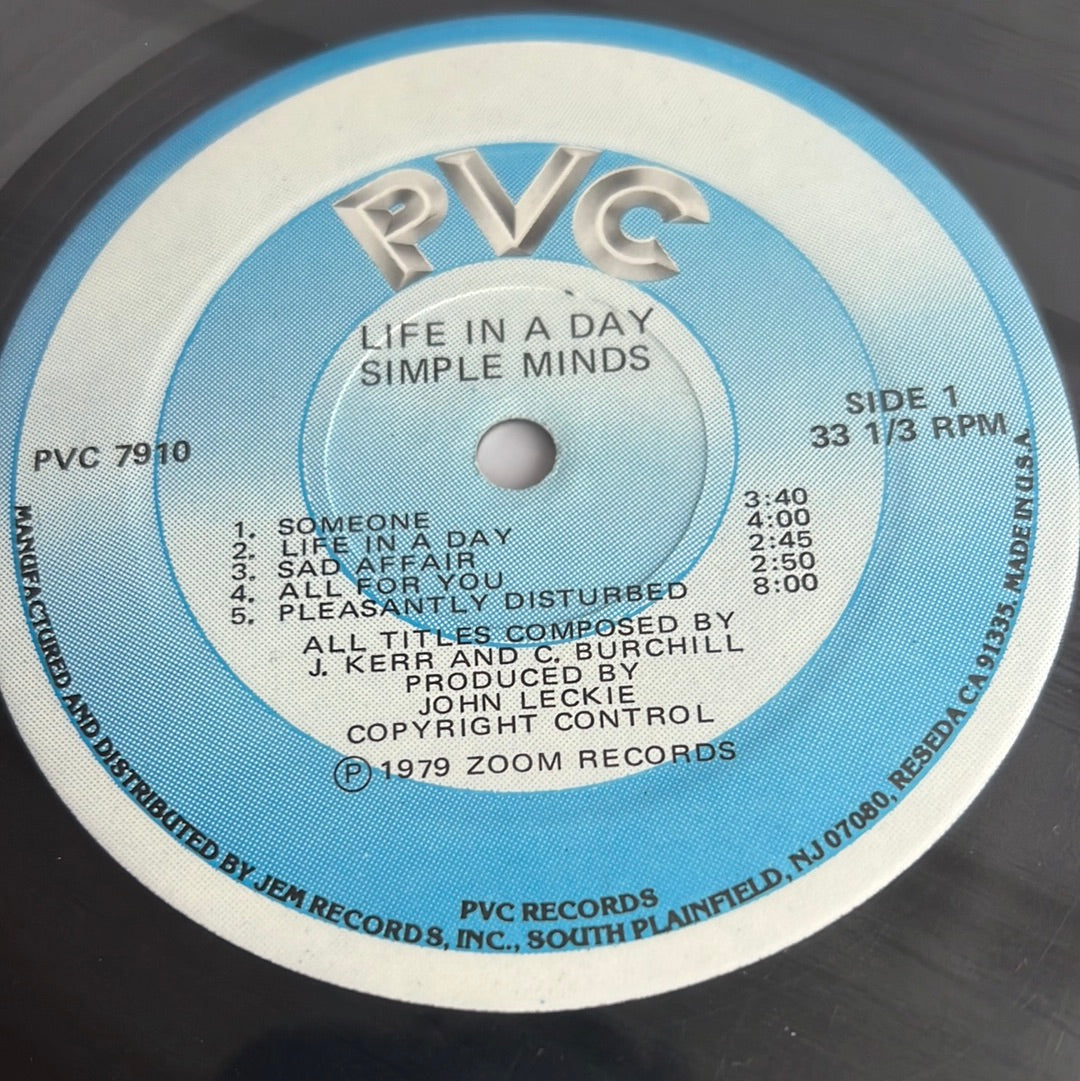 PVC
LIFE IN A DAY
SIMPLE MINDS
SIDE 1
33 1/3 RPM
PVC 7910
1. SOMEONE 3:40
2. LIFE IN A DAY 4:00
3. SAD AFFAIR 2:45
4. ALL FOR YOU 2:50
5. PLEASANTLY DISTURBED 8:00
ALL TITLES COMPOSED BY
J. KERR AND C. BURCHILL
PRODUCED BY
JOHN LECKIE
COPYRIGHT CONTROL
Ⓟ 1979 ZOOM RECORDS
PVC RECORDS
MANUFACTURED AND DISTRIBUTED BY JEM RECORDS, INC., SOUTH PLAINFIELD, NJ 07080, RESEDA CA 91335. MADE IN U.S.A.